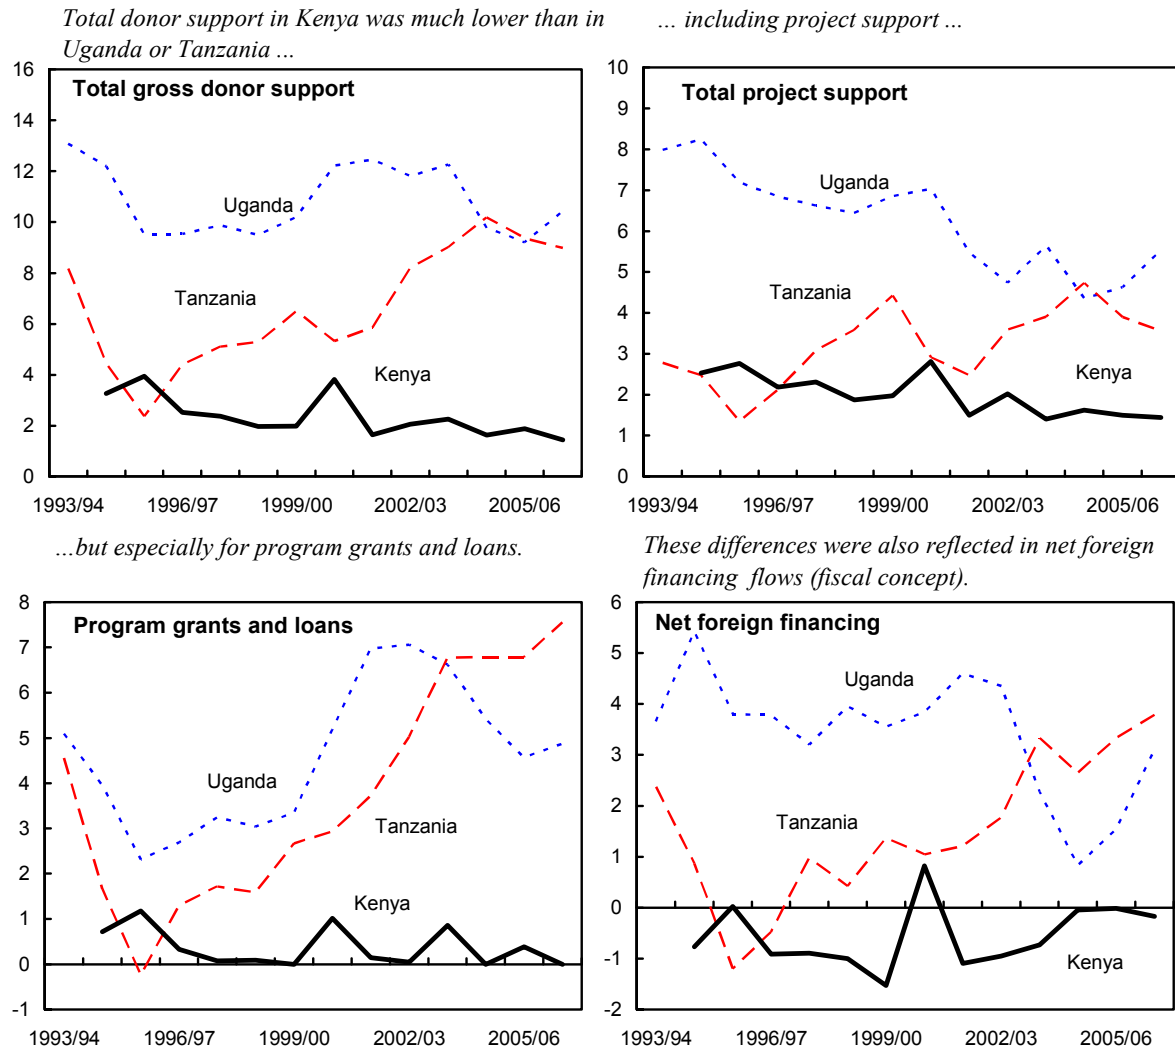 Total donor support in Kenya was much lower than in
Uganda or Tanzania ...
16
14
12
10
8
6
4
2
0
Total gross donor support
Uganda
Tanzania
Kenya
1993/94 1996/97 1999/00 2002/03 2005/06
... including project support ...
10
9
8
7
6
5
4
3
2
1
0
Total project support
Uganda
Tanzania
Kenya
1993/94 1996/97 1999/00 2002/03 2005/06
...but especially for program grants and loans.
8
7
6
5
4
3
2
1
0
-1
Program grants and loans
Uganda
Tanzania
Kenya
1993/94 1996/97 1999/00 2002/03 2005/06
These differences were also reflected in net foreign
financing flows (fiscal concept).
6
5
4
3
2
1
0
-1
-2
Net foreign financing
Uganda
Tanzania
Kenya
1993/94 1996/97 1999/00 2002/03 2005/06